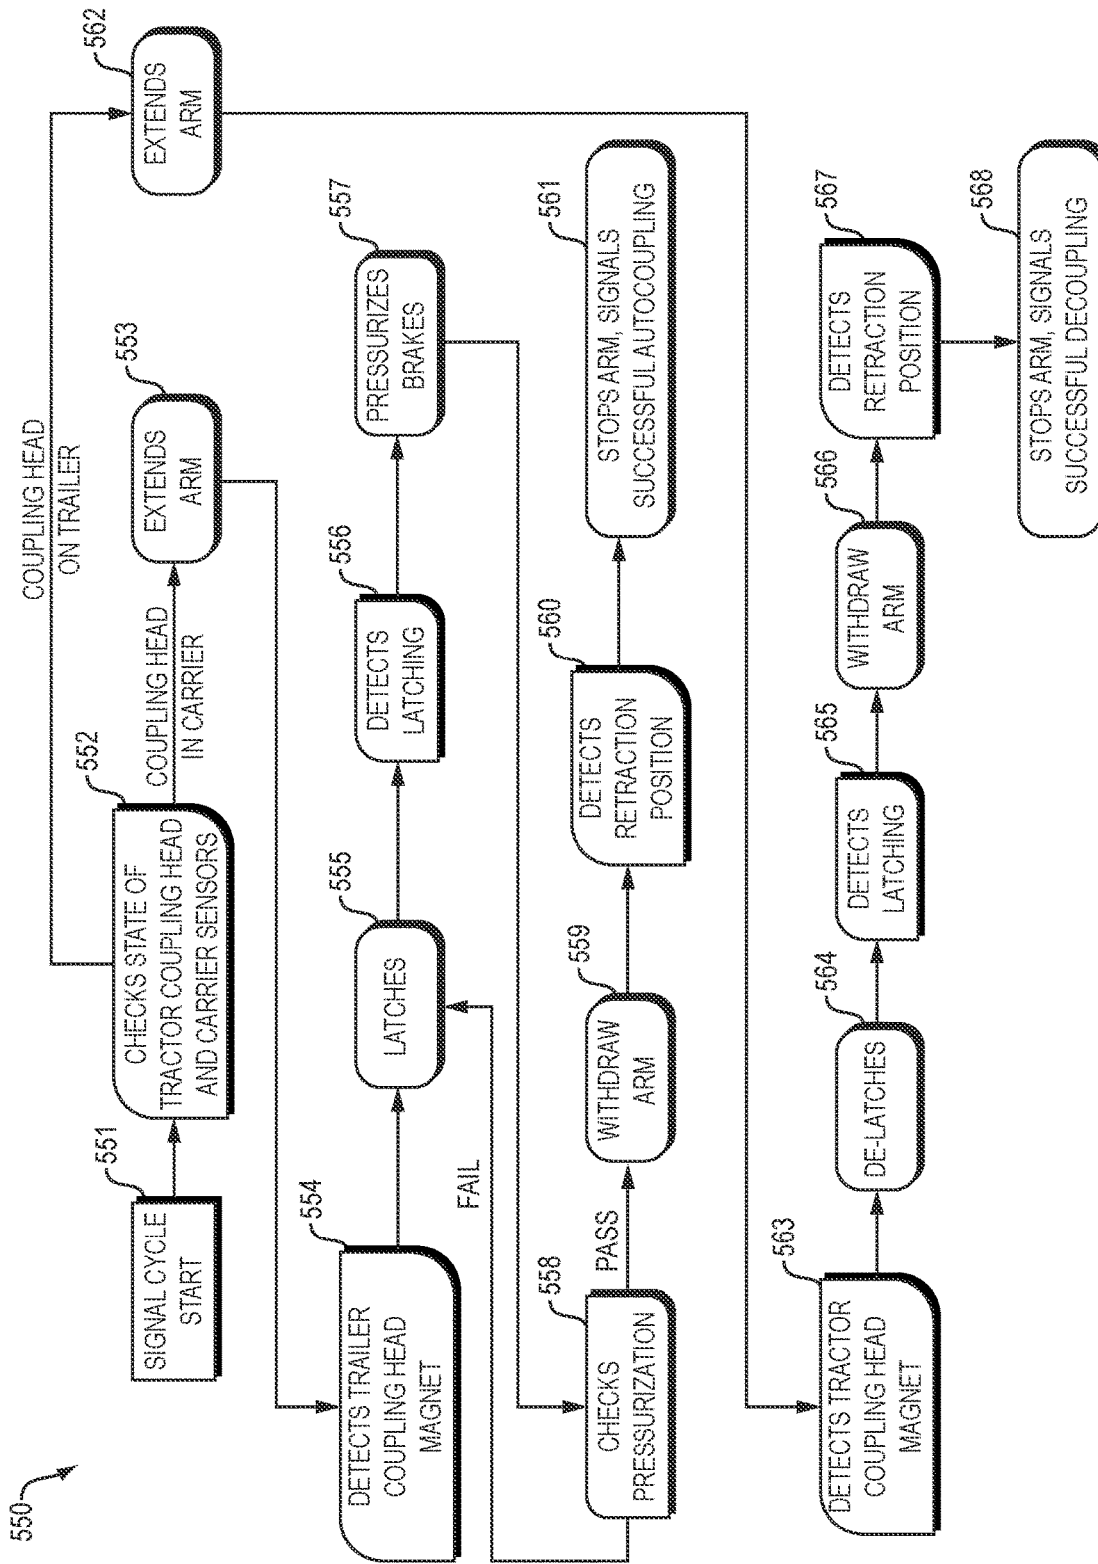 550
SIGNAL CYCLE
START
551
CHECKS STATE OF
TRACTOR COUPLING HEAD
AND CARRIER SENSORS
552
COUPLING HEAD
IN CARRIER
EXTENDS
ARM
553
COUPLING HEAD
ON TRAILER
EXTENDS
ARM
562
DETECTS TRAILER
COUPLING HEAD
MAGNET
554
LATCHES
555
DETECTS
LATCHING
556
PRESSURIZES
BRAKES
557
FAIL
CHECKS
PRESSURIZATION
558
PASS
WITHDRAW
ARM
559
DETECTS
RETRACTION
POSITION
560
STOPS ARM, SIGNALS
SUCCESSFUL AUTOCOUPLING
561
DETECTS TRACTOR
COUPLING HEAD
MAGNET
563
DE-LATCHES
564
DETECTS
LATCHING
565
WITHDRAW
ARM
566
DETECTS
RETRACTION
POSITION
567
STOPS ARM, SIGNALS
SUCCESSFUL DECOUPLING
568